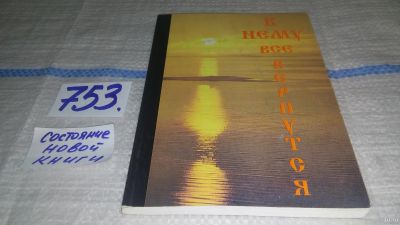 753.
СОСТОЯНИЕ
НОВОЙ
КНИГИ
К
НЕМУ
ВСЕ
ВЕРНУТСЯ